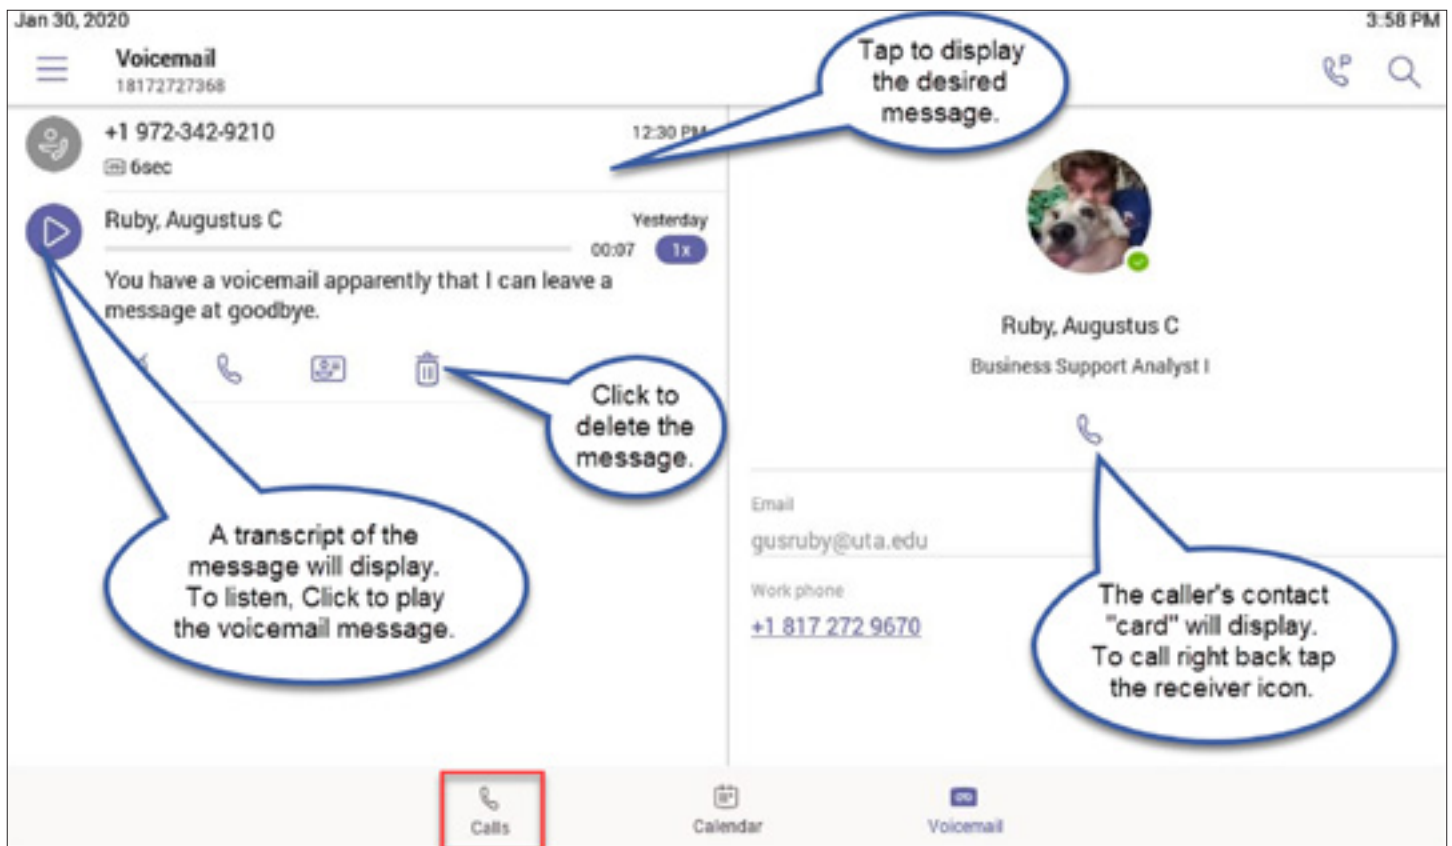 Jan 30, 2020
3:58 PM
Voicemail
18172727368
P
Tap to display
the desired
message.
+1 972-342-9210
12:30 PM
6sec
Ruby, Augustus C
Yesterday
00:07
1x
You have a voicemail apparently that I can leave a
message at goodbye.
Click to
delete the
message.
A transcript of the
message will display.
To listen, Click to play
the voicemail message.
Ruby, Augustus C
Business Support Analyst I
Email
gusruby@uta.edu
Work phone
+1 817 272 9670
The caller's contact
"card" will display.
To call right back tap
the receiver icon.
Calls
Calendar
Voicemail